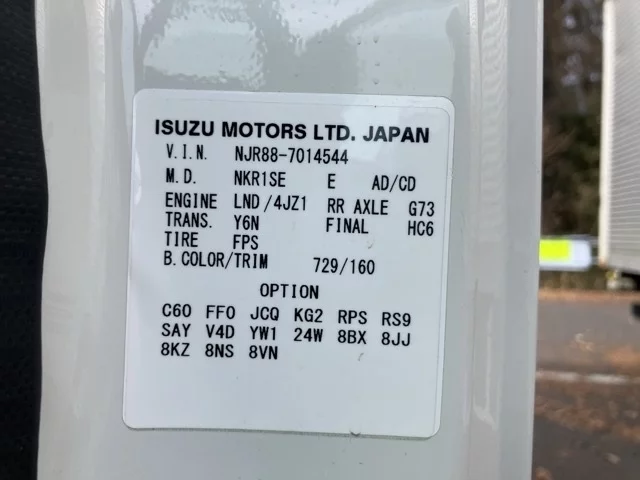 ISUZU MOTORS LTD. JAPAN
V.I.N. NJR88-7014544
M.D. NKR1SE E AD/CD
ENGINE LND/4JZ1 RR AXLE G73
TRANS. Y6N FINAL HC6
TIRE FPS
B.COLOR/TRIM 729/160
OPTION
C60 FF0 JCQ KG2 RPS RS9
SAY V4D YW1 24W 8BX 8JJ
8KZ 8NS 8VN